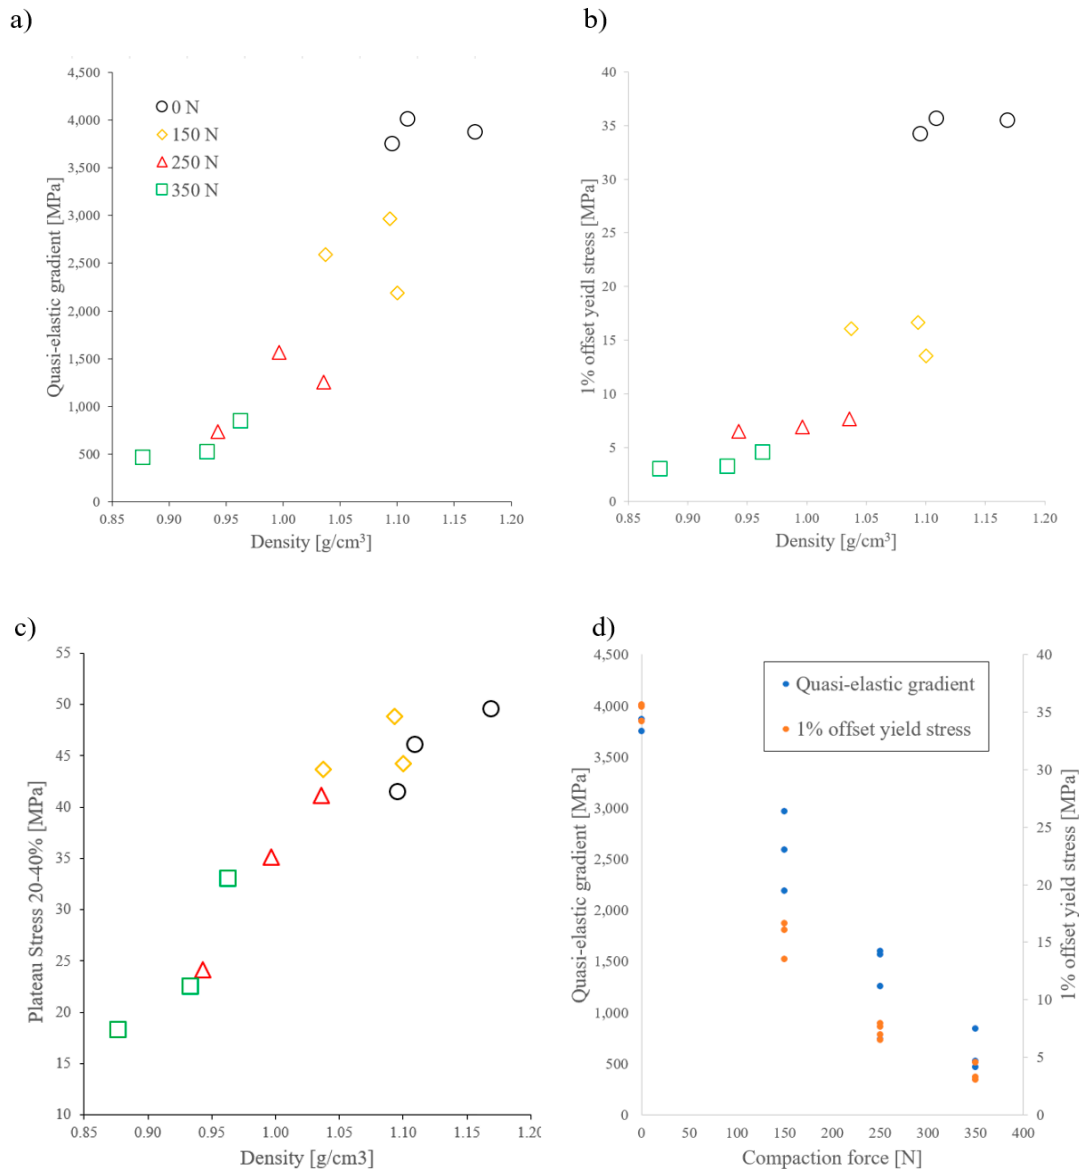 a)
4,500
4,000
3,500
3,000
2,500
2,000
1,500
1,000
500
0
Quasi-elastic gradient [MPa]
0 N
150 N
250 N
350 N
0.85 0.90 0.95 1.00 1.05 1.10 1.15 1.20
Density [g/cm³]
b)
40
35
30
25
20
15
10
5
0
1% offset yeidl stress [MPa]
0.85 0.90 0.95 1.00 1.05 1.10 1.15 1.20
Density [g/cm³]
c)
55
50
45
40
35
30
25
20
15
10
Plateau Stress 20-40% [MPa]
0.85 0.90 0.95 1.00 1.05 1.10 1.15 1.20
Density [g/cm3]
d)
4,500
4,000
3,500
3,000
2,500
2,000
1,500
1,000
500
0
Quasi-elastic gradient [MPa]
Quasi-elastic gradient
1% offset yield stress
40
35
30
25
20
15
10
5
0
1% offset yield stress [MPa]
0 50 100 150 200 250 300 350 400
Compaction force [N]